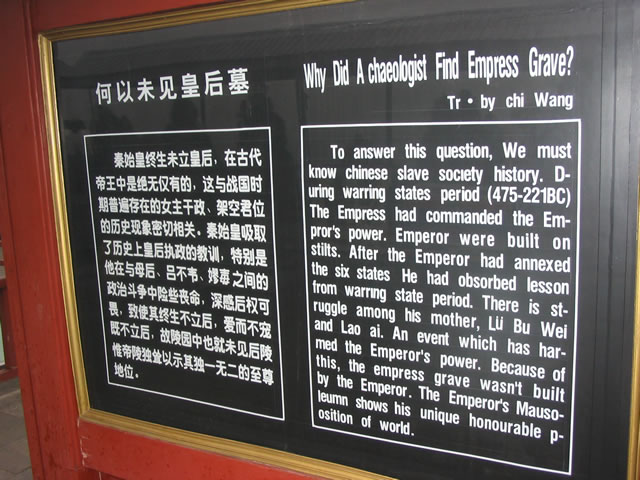 何以未见皇后墓
秦始皇终生未立皇后，在古代
帝王中是绝无仅有的，这与战国时
期普遍存在的女主干政、架空君位
的历史现象密切相关。秦始皇吸取
了历史上皇后执政的教训，特别是
他在与母后、吕不韦、嫪毐之间的
政治斗争中险些丧命，深感后权可
畏，致使其终生不立后，爱而不宠
既不立后，故陵园中也就未见后陵
惟帝陵独耸以示其独一无二的至尊
地位。
Why Did A chaeologist Find Empress Grave?
Tr · by chi Wang
To answer this question, We must
know chinese slave society history. D-
uring warring states period (475-221BC)
The Empress had commanded the Em-
pror's power. Emperor were built on
stilts. After the Emperor had annexed
the six states He had obsorbed lesson
from warring state period. There is st-
ruggle among his mother, Lü Bu Wei
and Lao ai. An event which has har-
med the Emperor's power. Because of
this, the empress grave wasn't built
by the Emperor. The Emperor's Mauso-
leumn shows his unique honourable p-
osition of world.